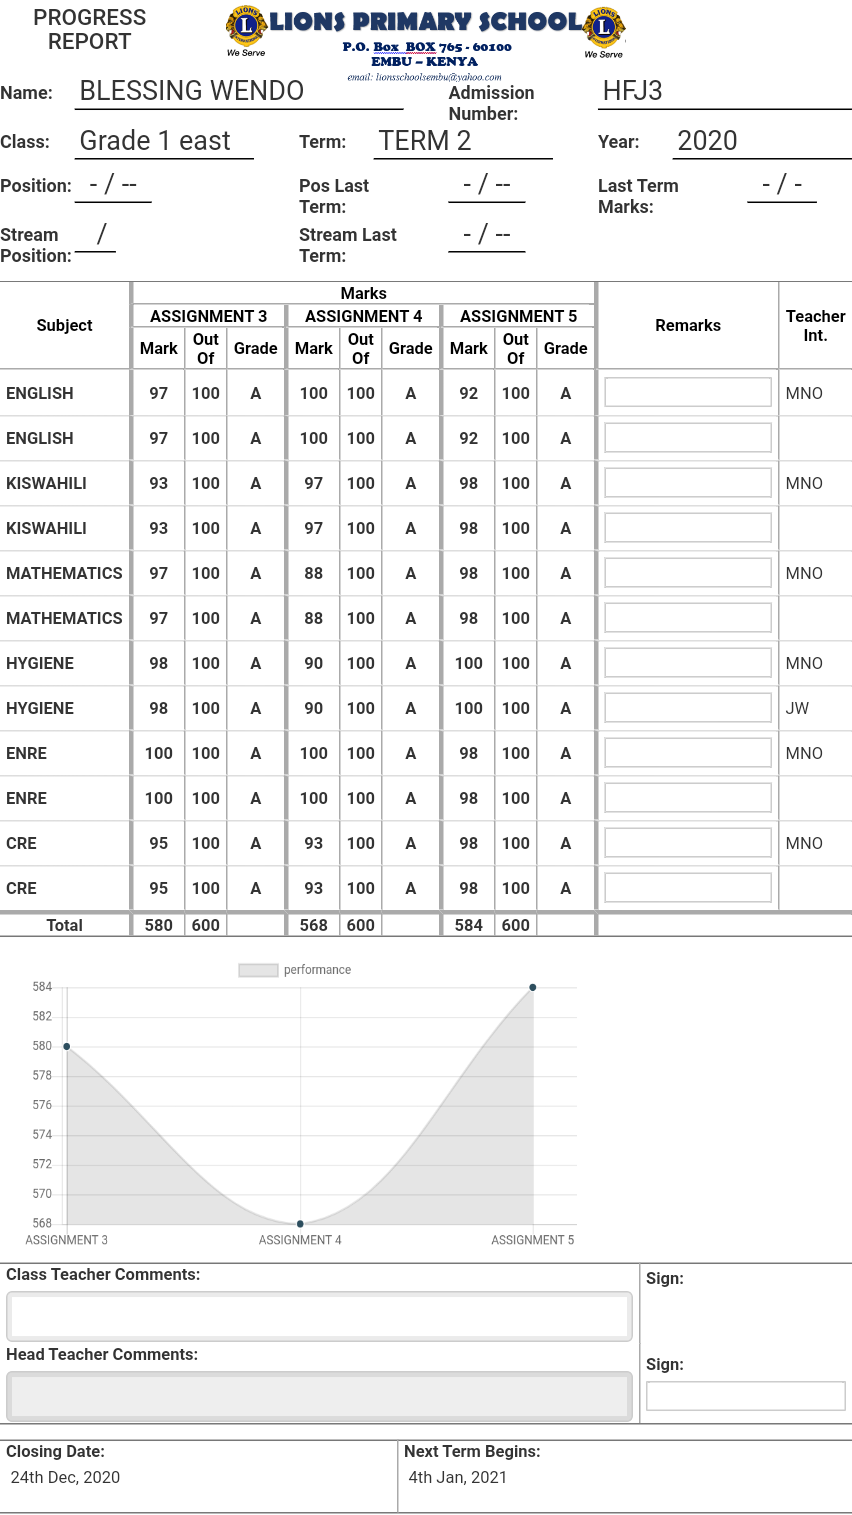 PROGRESS REPORT
LIONS PRIMARY SCHOOL
We Serve
We Serve
P.O. Box BOX 765 - 60100
EMBU – KENYA
email: lionsschoolsembu@yahoo.com
Name: BLESSING WENDO Admission Number: HFJ3
Class: Grade 1 east Term: TERM 2 Year: 2020
Position: - / -- Pos Last Term: - / -- Last Term Marks: - / -
Stream Position: / Stream Last Term: - / --
Marks
Subject ASSIGNMENT 3 ASSIGNMENT 4 ASSIGNMENT 5 Remarks Teacher Int.
Mark Out Of Grade Mark Out Of Grade Mark Out Of Grade
ENGLISH 97 100 A 100 100 A 92 100 A MNO
ENGLISH 97 100 A 100 100 A 92 100 A
KISWAHILI 93 100 A 97 100 A 98 100 A MNO
KISWAHILI 93 100 A 97 100 A 98 100 A
MATHEMATICS 97 100 A 88 100 A 98 100 A MNO
MATHEMATICS 97 100 A 88 100 A 98 100 A
HYGIENE 98 100 A 90 100 A 100 100 A MNO
HYGIENE 98 100 A 90 100 A 100 100 A JW
ENRE 100 100 A 100 100 A 98 100 A MNO
ENRE 100 100 A 100 100 A 98 100 A
CRE 95 100 A 93 100 A 98 100 A MNO
CRE 95 100 A 93 100 A 98 100 A
Total 580 600 568 600 584 600
performance
584
582
580
578
576
574
572
570
568
ASSIGNMENT 3 ASSIGNMENT 4 ASSIGNMENT 5
Class Teacher Comments: Sign:
Head Teacher Comments: Sign:
Closing Date: Next Term Begins:
24th Dec, 2020 4th Jan, 2021